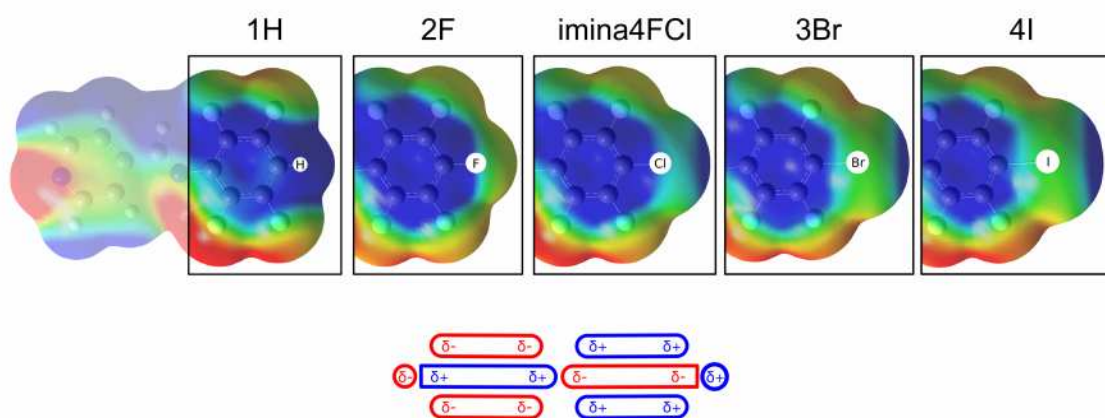 1H 2F imina4FCl 3Br 4I
H F Cl Br I
δ- δ- δ+ δ+
δ- δ+ δ+ δ- δ- δ+
δ- δ- δ+ δ+